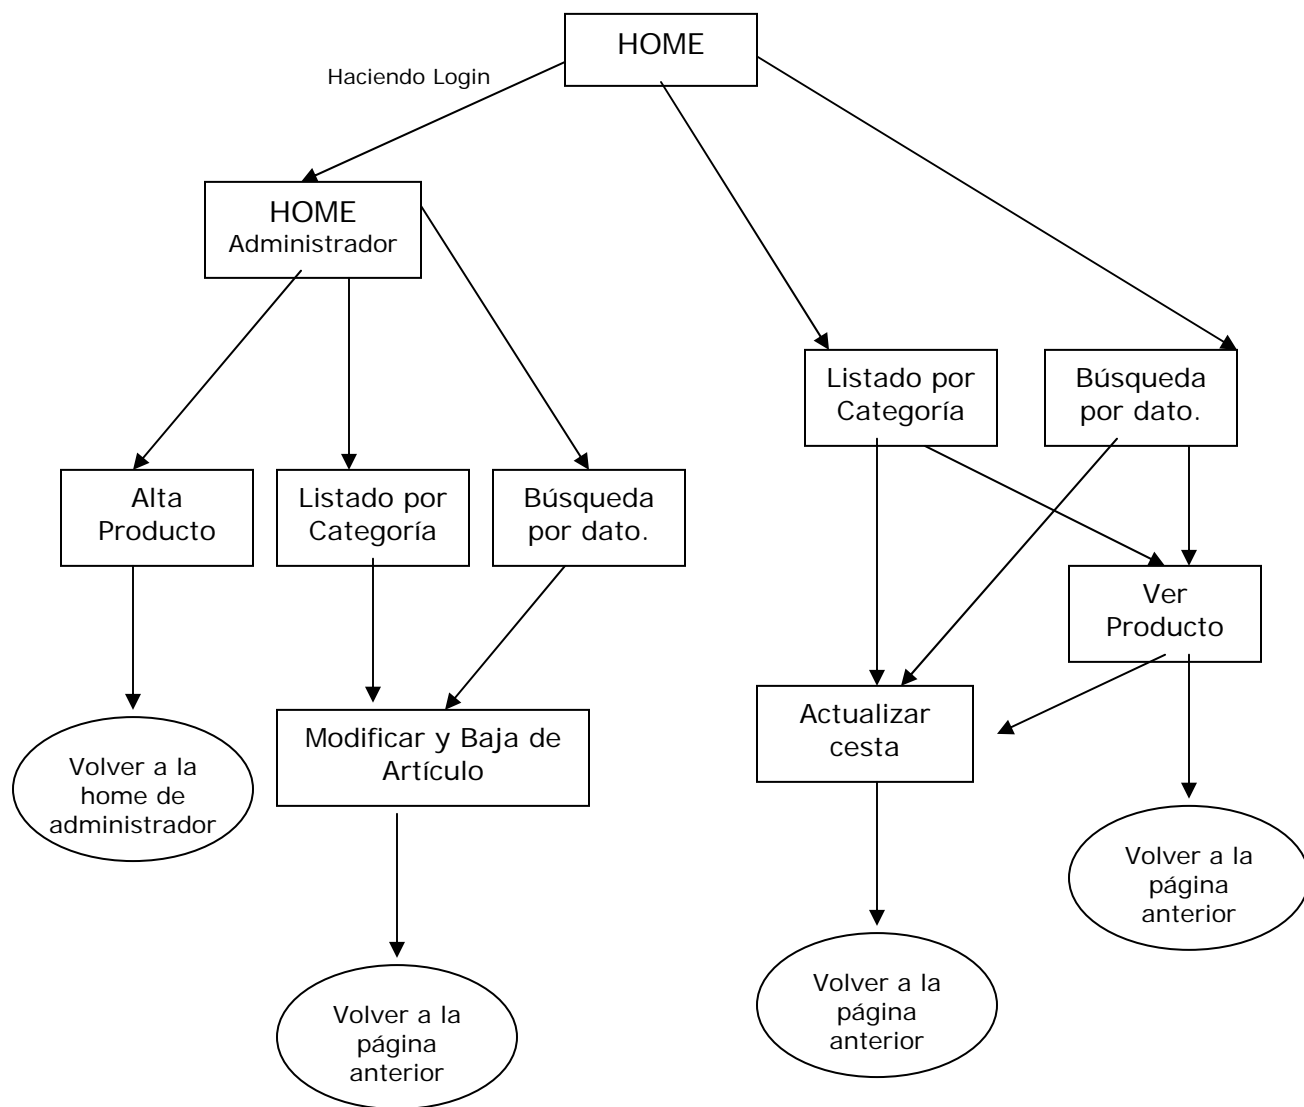 HOME
Haciendo Login
HOME
Administrador
Listado por
Categoría
Búsqueda
por dato.
Alta
Producto
Listado por
Categoría
Búsqueda
por dato.
Ver
Producto
Actualizar
cesta
Modificar y Baja de
Artículo
Volver a la
home de
administrador
Volver a la
página
anterior
Volver a la
página
anterior
Volver a la
página
anterior